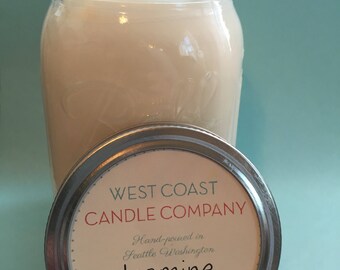 WEST COAST
CANDLE COMPANY
Hand-poured in
Seattle Washington